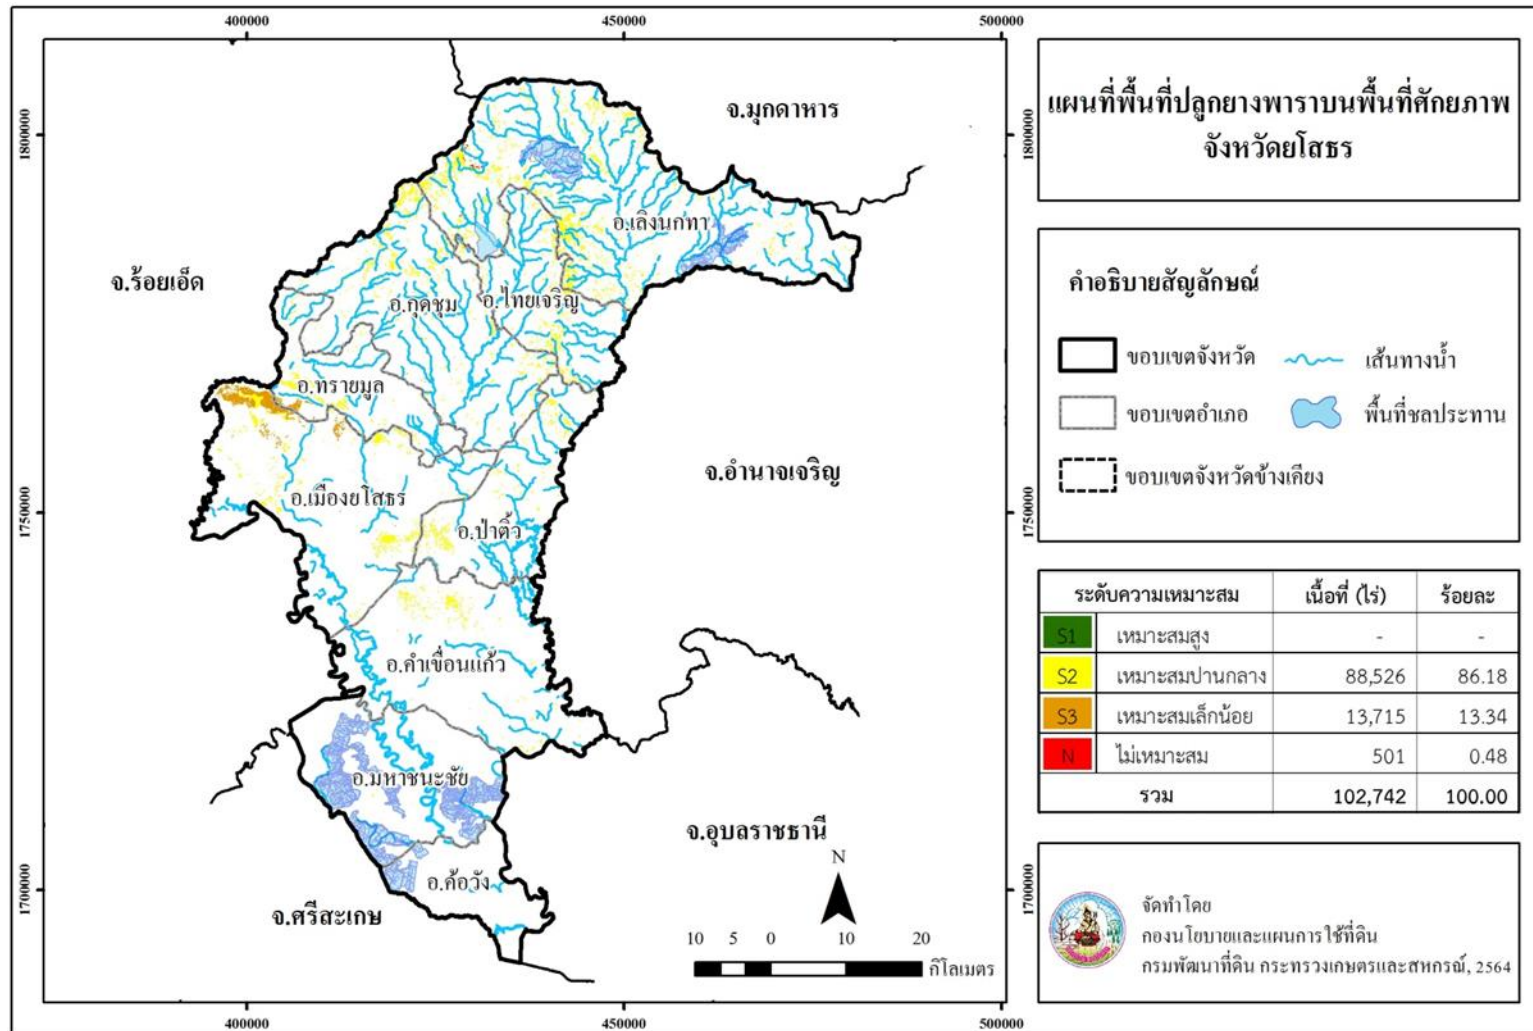 400000
450000
500000
1800000
1750000
1700000
จ.มุกดาหาร
อ.เลิงนกทา
จ.ร้อยเอ็ด
อ.กุดชุม
อ.ไทยเจริญ
อ.ทรายมูล
จ.อำนาจเจริญ
อ.เมืองยโสธร
อ.ป่าติ้ว
อ.คำเขื่อนแก้ว
อ.มหาชนะชัย
จ.อุบลราชธานี
อ.ค้อวัง
จ.ศรีสะเกษ
N
10 5 0 10 20
กิโลเมตร
1800000
1750000
1700000
400000
450000
500000
แผนที่พื้นที่ปลูกยางพาราบนพื้นที่ศักยภาพ
จังหวัดยโสธร
คำอธิบายสัญลักษณ์
ขอบเขตจังหวัด
เส้นทางน้ำ
ขอบเขตอำเภอ
พื้นที่ชลประทาน
ขอบเขตจังหวัดข้างเคียง
ระดับความเหมาะสม เนื้อที่ (ไร่) ร้อยละ
S1 เหมาะสมสูง - -
S2 เหมาะสมปานกลาง 88,526 86.18
S3 เหมาะสมเล็กน้อย 13,715 13.34
N ไม่เหมาะสม 501 0.48
รวม 102,742 100.00
จัดทำโดย
กองนโยบายและแผนการใช้ที่ดิน
กรมพัฒนาที่ดิน กระทรวงเกษตรและสหกรณ์, 2564